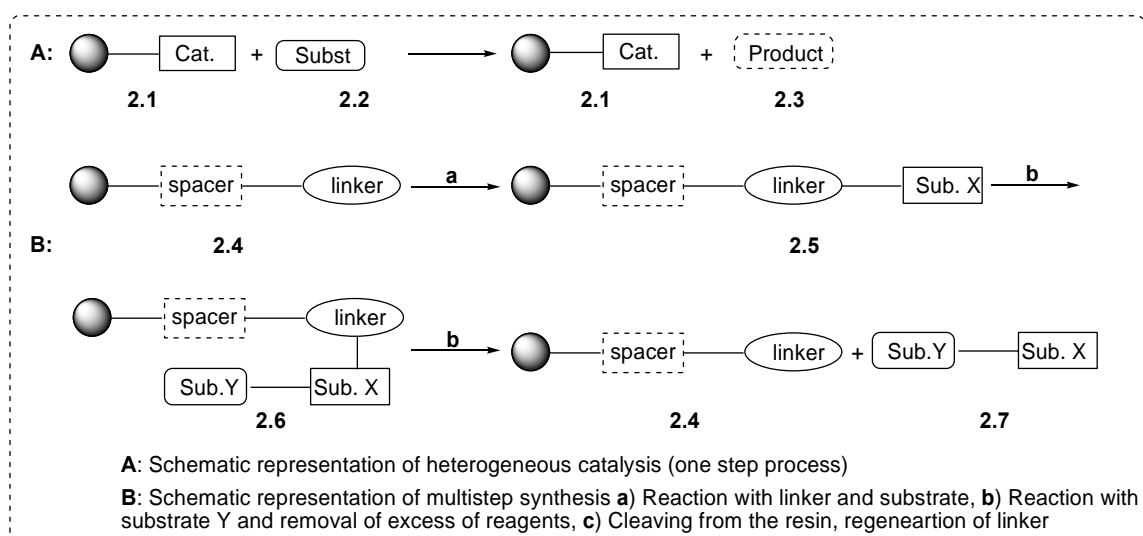 A: Cat. + Subst Cat. + Product
2.1 2.2 2.1 2.3
spacer linker a spacer linker Sub. X b
2.4 2.5
B:
spacer linker b spacer linker + Sub.Y Sub. X
Sub.Y Sub. X
2.6 2.4 2.7
A: Schematic representation of heterogeneous catalysis (one step process)
B: Schematic representation of multistep synthesis a) Reaction with linker and substrate, b) Reaction with
substrate Y and removal of excess of reagents, c) Cleaving from the resin, regeneartion of linker